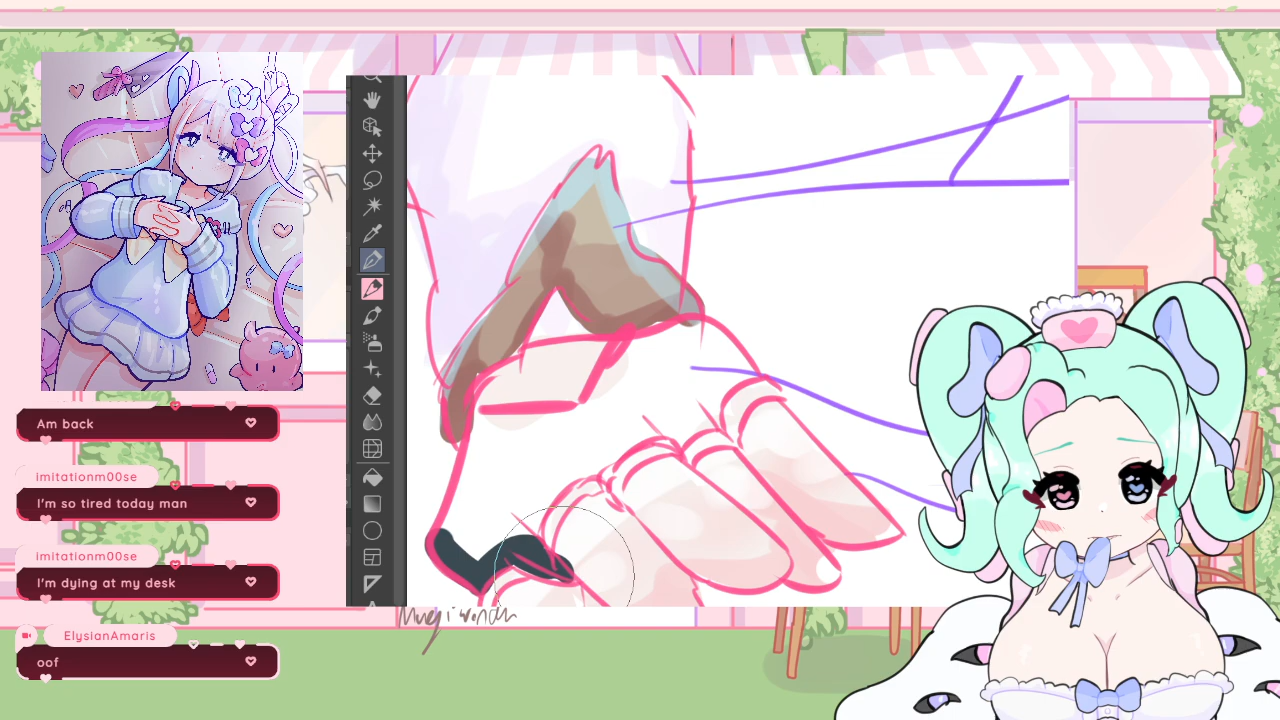 Am back
imitationm00se
I'm so tired today man
imitationm00se
I'm dying at my desk
ElysianAmaris
oof